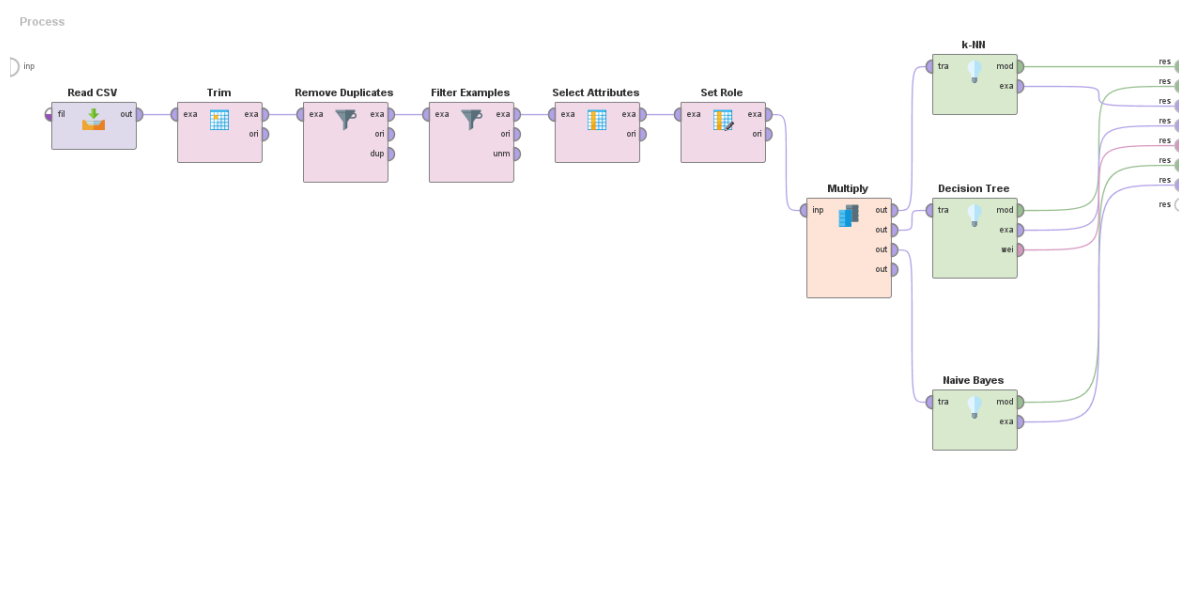 Process
inp
Read CSV
fil out
Trim
exa exa
ori
Remove Duplicates
exa exa
ori
dup
Filter Examples
exa exa
ori
unm
Select Attributes
exa exa
ori
Set Role
exa exa
ori
Multiply
inp out
out
out
out
k-NN
tra mod
exa
Decision Tree
tra mod
exa
wei
Naive Bayes
tra mod
exa
res
res
res
res
res
res
res
res